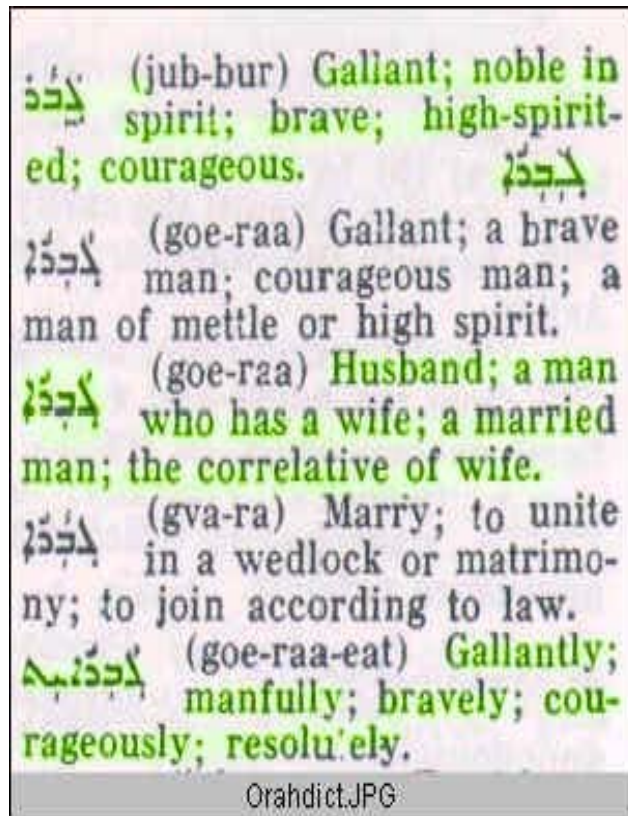 (jub-bur) Gallant; noble in
spirit; brave; high-spirit-
ed; courageous.
(goe-raa) Gallant; a brave
man; courageous man; a
man of mettle or high spirit.
(goe-raa) Husband; a man
who has a wife; a married
man; the correlative of wife.
(gva-ra) Marry; to unite
in a wedlock or matrimo-
ny; to join according to law.
(goe-raa-eat) Gallantly;
manfully; bravely; cou-
rageously; resolutely.
Orahdict.JPG